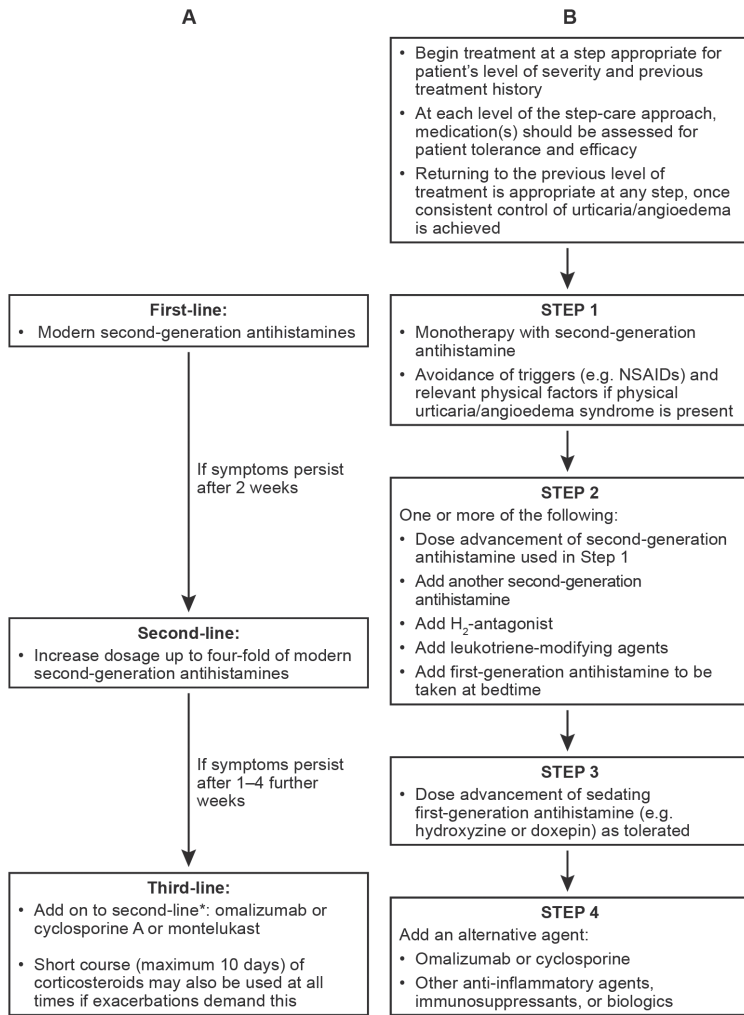 A
First-line:
• Modern second-generation antihistamines
If symptoms persist
after 2 weeks
Second-line:
• Increase dosage up to four-fold of modern
second-generation antihistamines
If symptoms persist
after 1–4 further
weeks
Third-line:
• Add on to second-line*: omalizumab or
cyclosporine A or montelukast
• Short course (maximum 10 days) of
corticosteroids may also be used at all
times if exacerbations demand this
B
• Begin treatment at a step appropriate for
patient's level of severity and previous
treatment history
• At each level of the step-care approach,
medication(s) should be assessed for
patient tolerance and efficacy
• Returning to the previous level of
treatment is appropriate at any step, once
consistent control of urticaria/angioedema
is achieved
STEP 1
• Monotherapy with second-generation
antihistamine
• Avoidance of triggers (e.g. NSAIDs) and
relevant physical factors if physical
urticaria/angioedema syndrome is present
STEP 2
One or more of the following:
• Dose advancement of second-generation
antihistamine used in Step 1
• Add another second-generation
antihistamine
• Add H₂-antagonist
• Add leukotriene-modifying agents
• Add first-generation antihistamine to be
taken at bedtime
STEP 3
• Dose advancement of sedating
first-generation antihistamine (e.g.
hydroxyzine or doxepin) as tolerated
STEP 4
Add an alternative agent:
• Omalizumab or cyclosporine
• Other anti-inflammatory agents,
immunosuppressants, or biologics